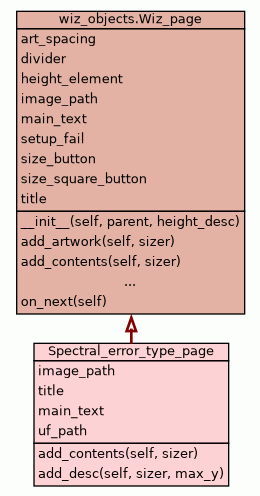 wiz_objects.Wiz_page
art_spacing
divider
height_element
image_path
main_text
setup_fail
size_button
size_square_button
title
__init__(self, parent, height_desc)
add_artwork(self, sizer)
add_contents(self, sizer)
...
on_next(self)
Spectral_error_type_page
image_path
title
main_text
uf_path
add_contents(self, sizer)
add_desc(self, sizer, max_y)